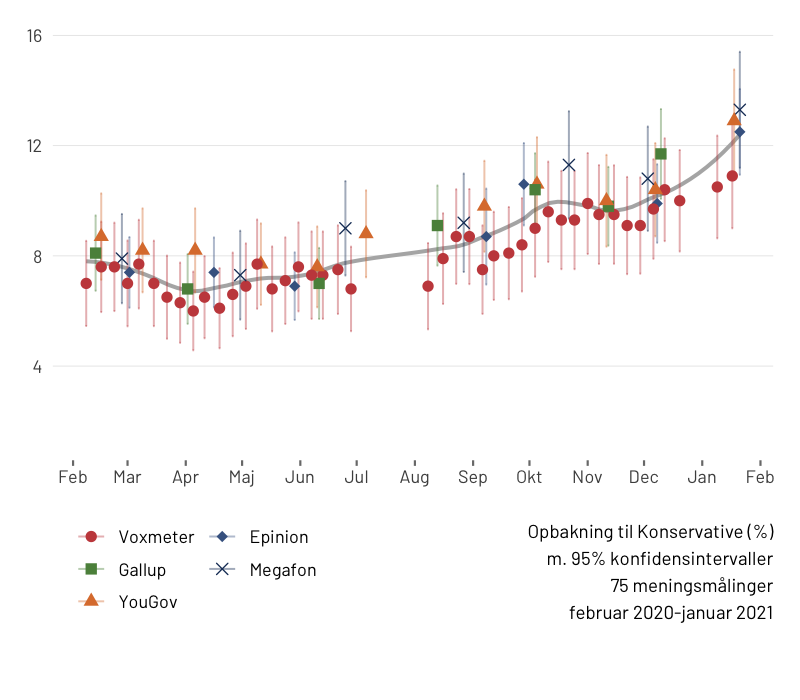 16
12
8
4
Feb Mar Apr Maj Jun Jul Aug Sep Okt Nov Dec Jan Feb
Voxmeter Epinion
Gallup Megafon
YouGov
Opbakning til Konservative (%)
m. 95% konfidensintervaller
75 meningsmålinger
februar 2020-januar 2021